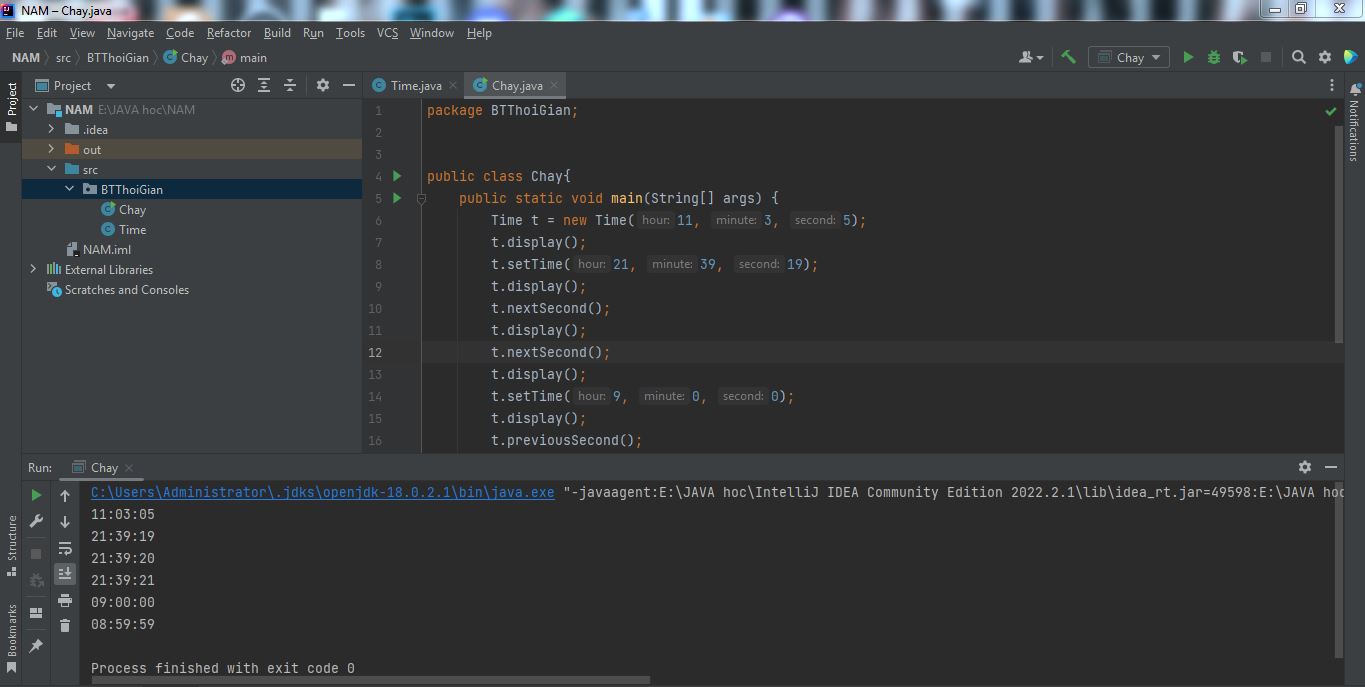 NAM – Chay.java
File Edit View Navigate Code Refactor Build Run Tools VCS Window Help
NAM src BTThoiGian Chay main
Chay
Project
Project
NAM E:\JAVA hoc\NAM
.idea
out
src
BTThoiGian
Chay
Time
NAM.iml
External Libraries
Scratches and Consoles
Structure
Bookmarks
Time.java Chay.java
1 package BTThoiGian;
2
3
4 public class Chay{
5 public static void main(String[] args) {
6 Time t = new Time( hour: 11, minute: 3, second: 5);
7 t.display();
8 t.setTime( hour: 21, minute: 39, second: 19);
9 t.display();
10 t.nextSecond();
11 t.display();
12 t.nextSecond();
13 t.display();
14 t.setTime( hour: 9, minute: 0, second: 0);
15 t.display();
16 t.previousSecond();
Notifications
Run: Chay
C:\Users\Administrator\.jdks\openjdk-18.0.2.1\bin\java.exe "-javaagent:E:\JAVA hoc\IntelliJ IDEA Community Edition 2022.2.1\lib\idea_rt.jar=49598:E:\JAVA hoc
11:03:05
21:39:19
21:39:20
21:39:21
09:00:00
08:59:59
Process finished with exit code 0